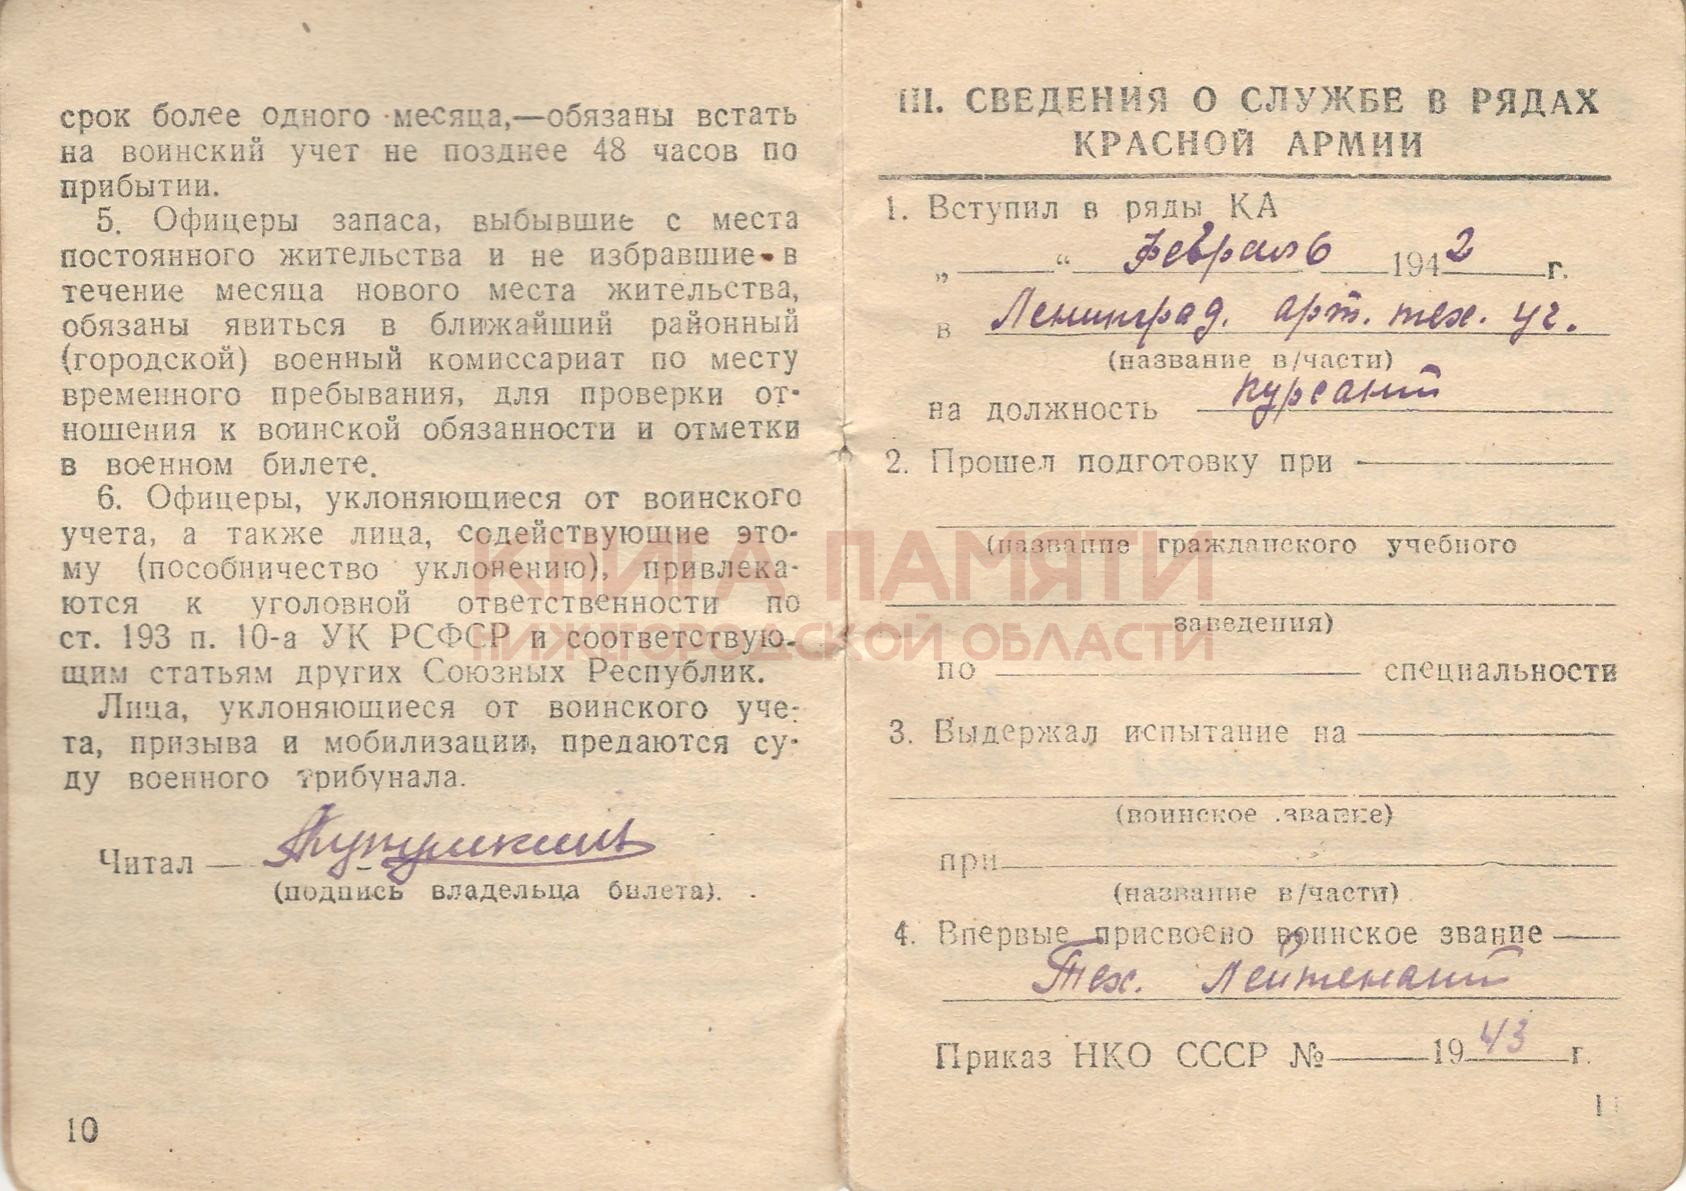 срок более одного месяца,—обязаны встать
на воинский учет не позднее 48 часов по
прибытии.
5. Офицеры запаса, выбывшие с места
постоянного жительства и не избравшие в
течение месяца нового места жительства,
обязаны явиться в ближайший районный
(городской) военный комиссариат по месту
временного пребывания, для проверки от-
ношения к воинской обязанности и отметки
в военном билете.
6. Офицеры, уклоняющиеся от воинского
учета, а также лица, содействующие это-
му (пособничество уклонению), привлека-
ются к уголовной ответственности по
ст. 193 п. 10-а УК РСФСР и соответствую-
щим статьям других Союзных Республик.
Лица, уклоняющиеся от воинского уче-
та, призыва и мобилизации, предаются су-
ду военного трибунала.
Читал —
(подпись владельца билета).
10
III. СВЕДЕНИЯ О СЛУЖБЕ В РЯДАХ
КРАСНОЙ АРМИИ
1. Вступил в ряды КА
„ “ Февраль 1942 г.
в Ленинград. арт. тех. уч.
(название в/части)
на должность курсант
2. Прошел подготовку при
(название гражданского учебного
заведения)
по специальности
3. Выдержал испытание на
(воинское звание)
при
(название в/части)
4. Впервые присвоено воинское звание
Тех. Лейтенант
Приказ НКО СССР № 1943 г.
11
КНИГА ПАМЯТИ
НИЖЕГОРОДСКОЙ ОБЛАСТИ